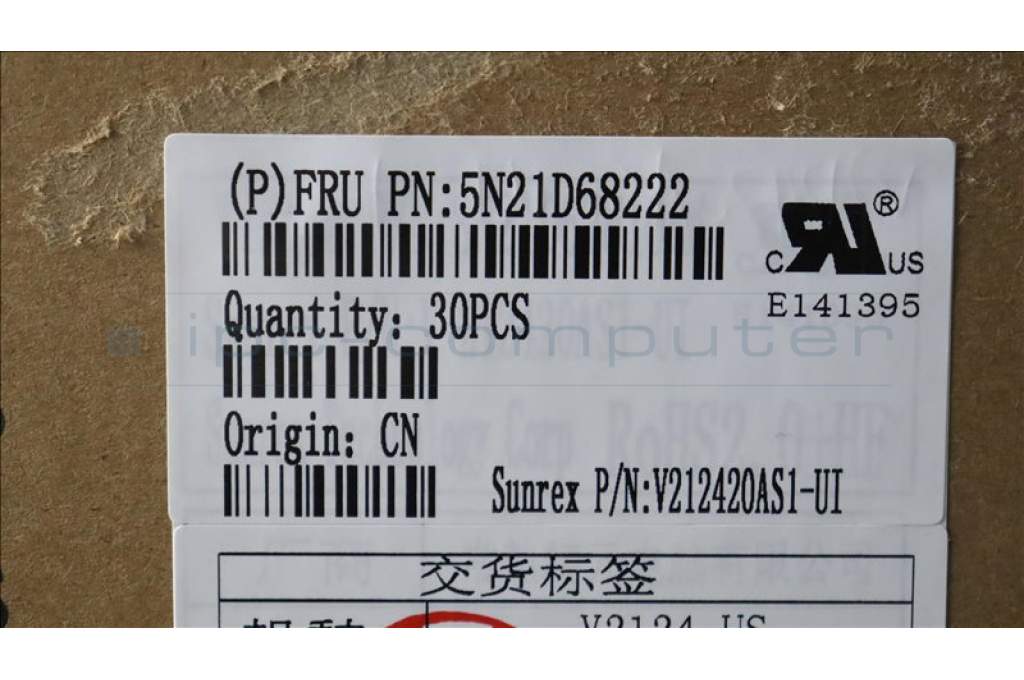 (P)FRU PN:5N21D68222
®
C US
E141395
Quantity: 30PCS
ipc-computer
Origin: CN
Sunrex P/N:V212420AS1-UI
交货标签
V2124-US